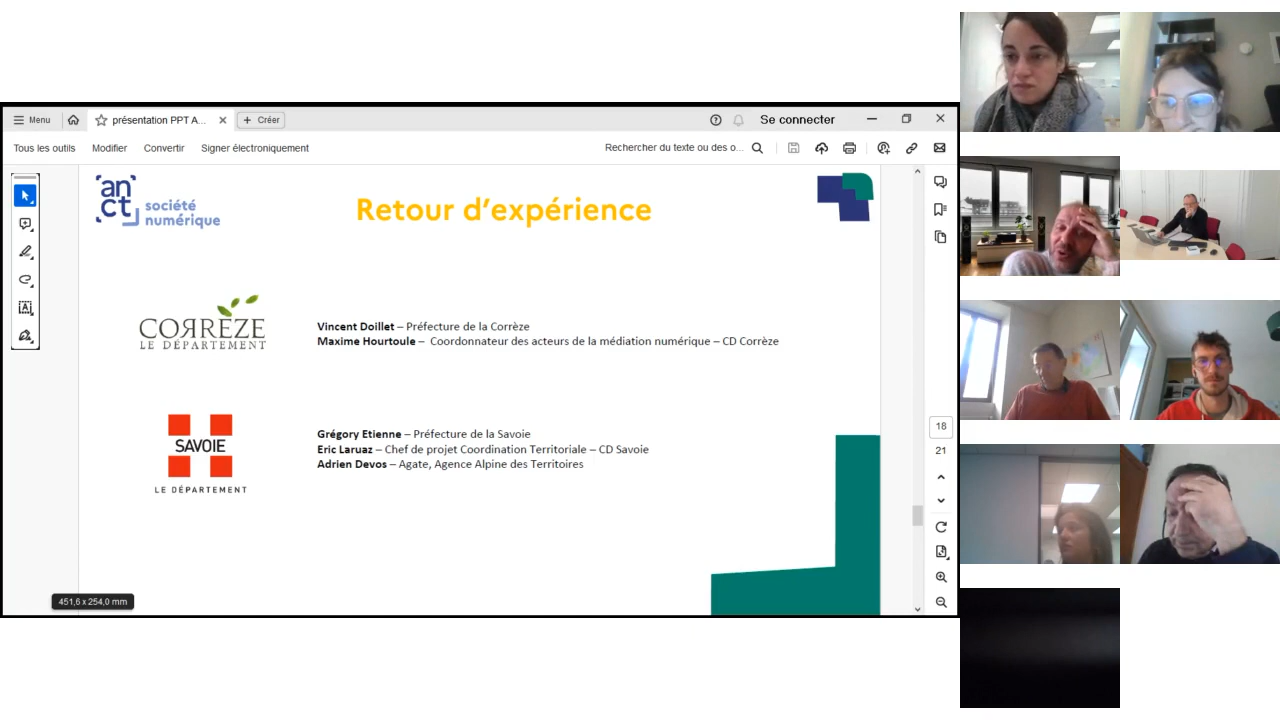 Menu
présentation PPT A...
Créer
Se connecter
Tous les outils
Modifier
Convertir
Signer électroniquement
Rechercher du texte ou des o...
an
ct
société
numérique
Retour d'expérience
CORRÈZE
LE DÉPARTEMENT
Vincent Doillet – Préfecture de la Corrèze
Maxime Hourtoule – Coordonnateur des acteurs de la médiation numérique – CD Corrèze
SAVOIE
LE DÉPARTEMENT
Grégory Etienne – Préfecture de la Savoie
Eric Laruaz – Chef de projet Coordination Territoriale – CD Savoie
Adrien Devos – Agate, Agence Alpine des Territoires
18
21
451,6 x 254,0 mm